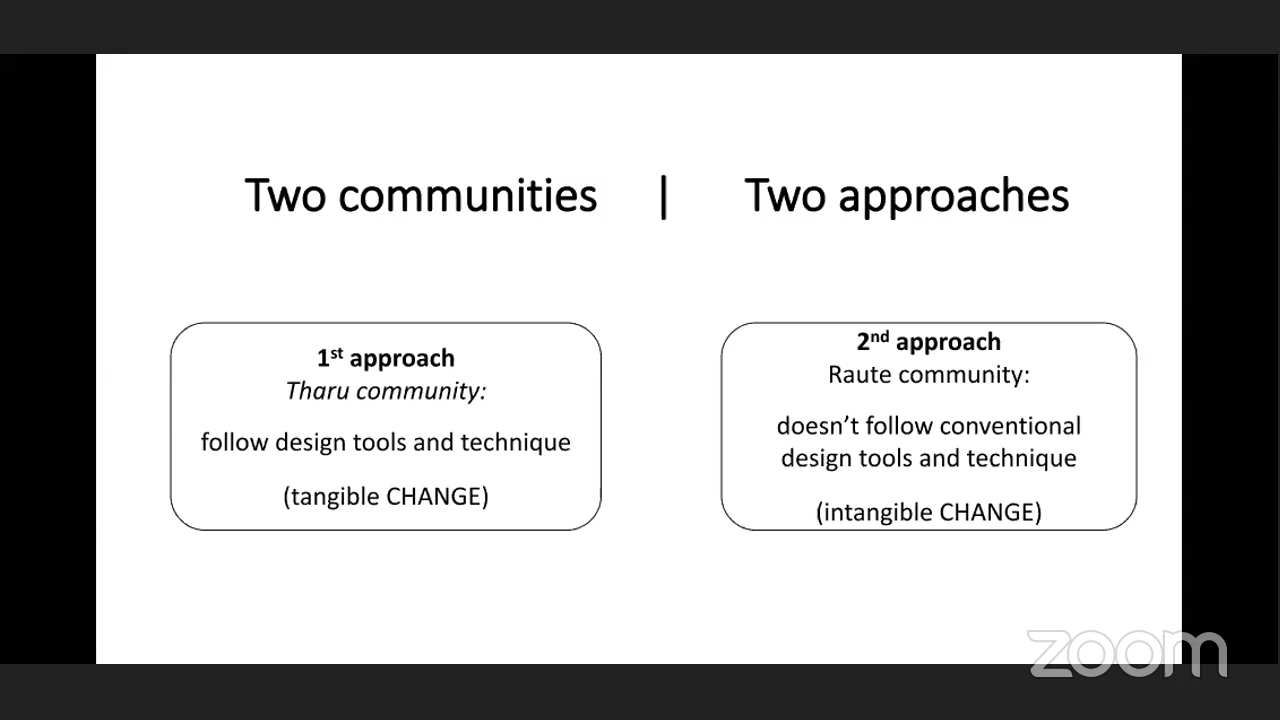 Two communities | Two approaches
1st approach
Tharu community:
follow design tools and technique
(tangible CHANGE)
2nd approach
Raute community:
doesn’t follow conventional
design tools and technique
(intangible CHANGE)
zoom